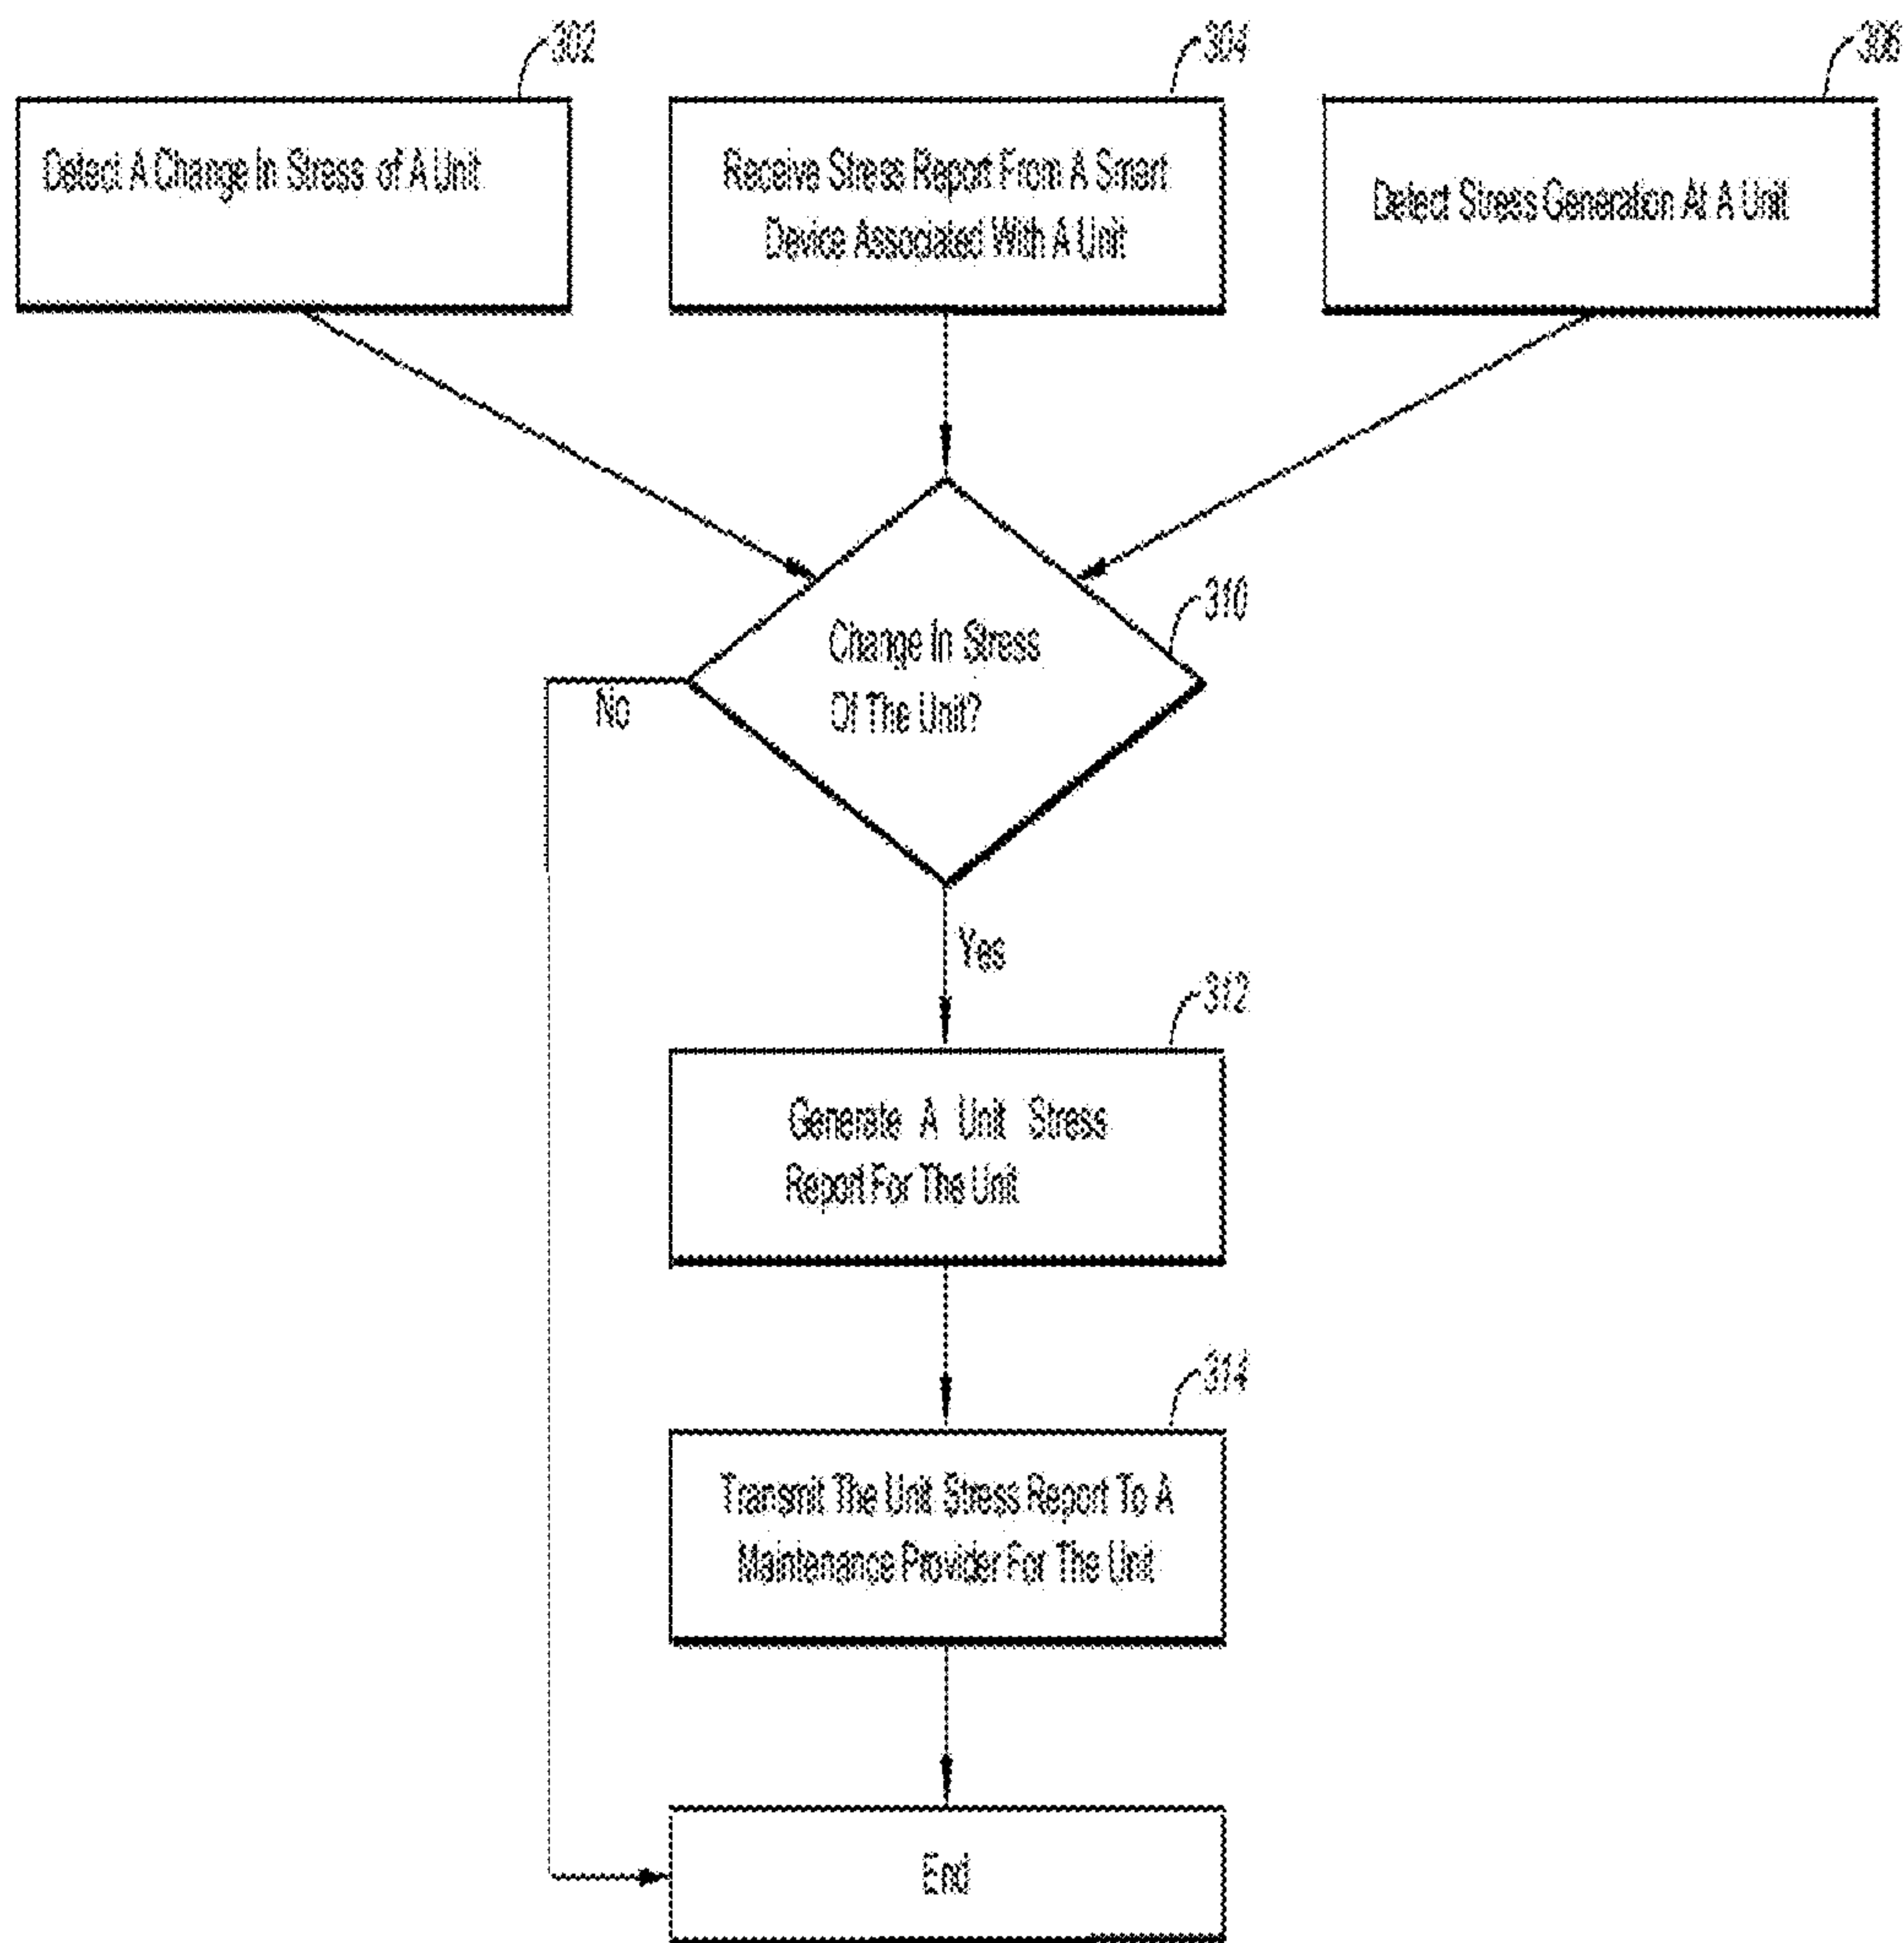 302
304
306
Detect A Change In Stress of A Unit
Receive Stress Report From A Smart
Device Associated With A Unit
Detect Stress Generation At A Unit
310
Change In Stress
Of The Unit?
No
Yes
312
Generate A Unit Stress
Report For The Unit
314
Transmit The Unit Stress Report To A
Maintenance Provider For The Unit
End